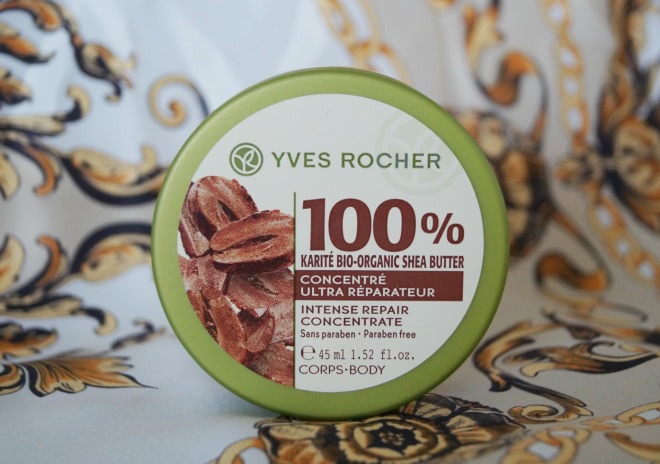 YVES ROCHER
100%
KARITÉ BIO-ORGANIC SHEA BUTTER
CONCENTRÉ
ULTRA RÉPARATEUR
INTENSE REPAIR
CONCENTRATE
Sans paraben · Paraben free
℮ 45 ml 1.52 fl.oz.
CORPS·BODY